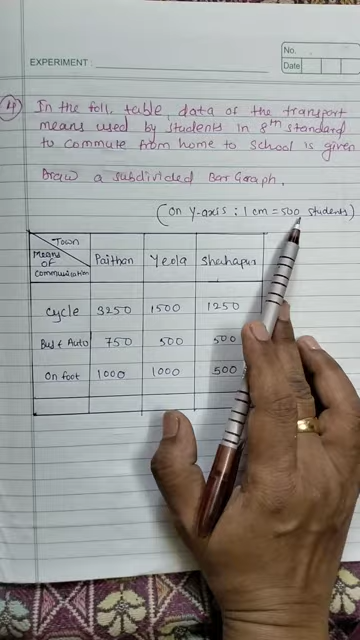 No.
EXPERIMENT :
Date
4
In the foll. table, data of the transport
means used by students in 8th standard
to commute from home to school is given
Draw a subdivided Bar Graph.
(On Y-axis : 1 cm = 500 students)
Town
Means of Communication
Paithan Yeola Shahapur
Cycle 3250 1500 1250
Bus & Auto 750 500 500
On foot 1000 1000 500